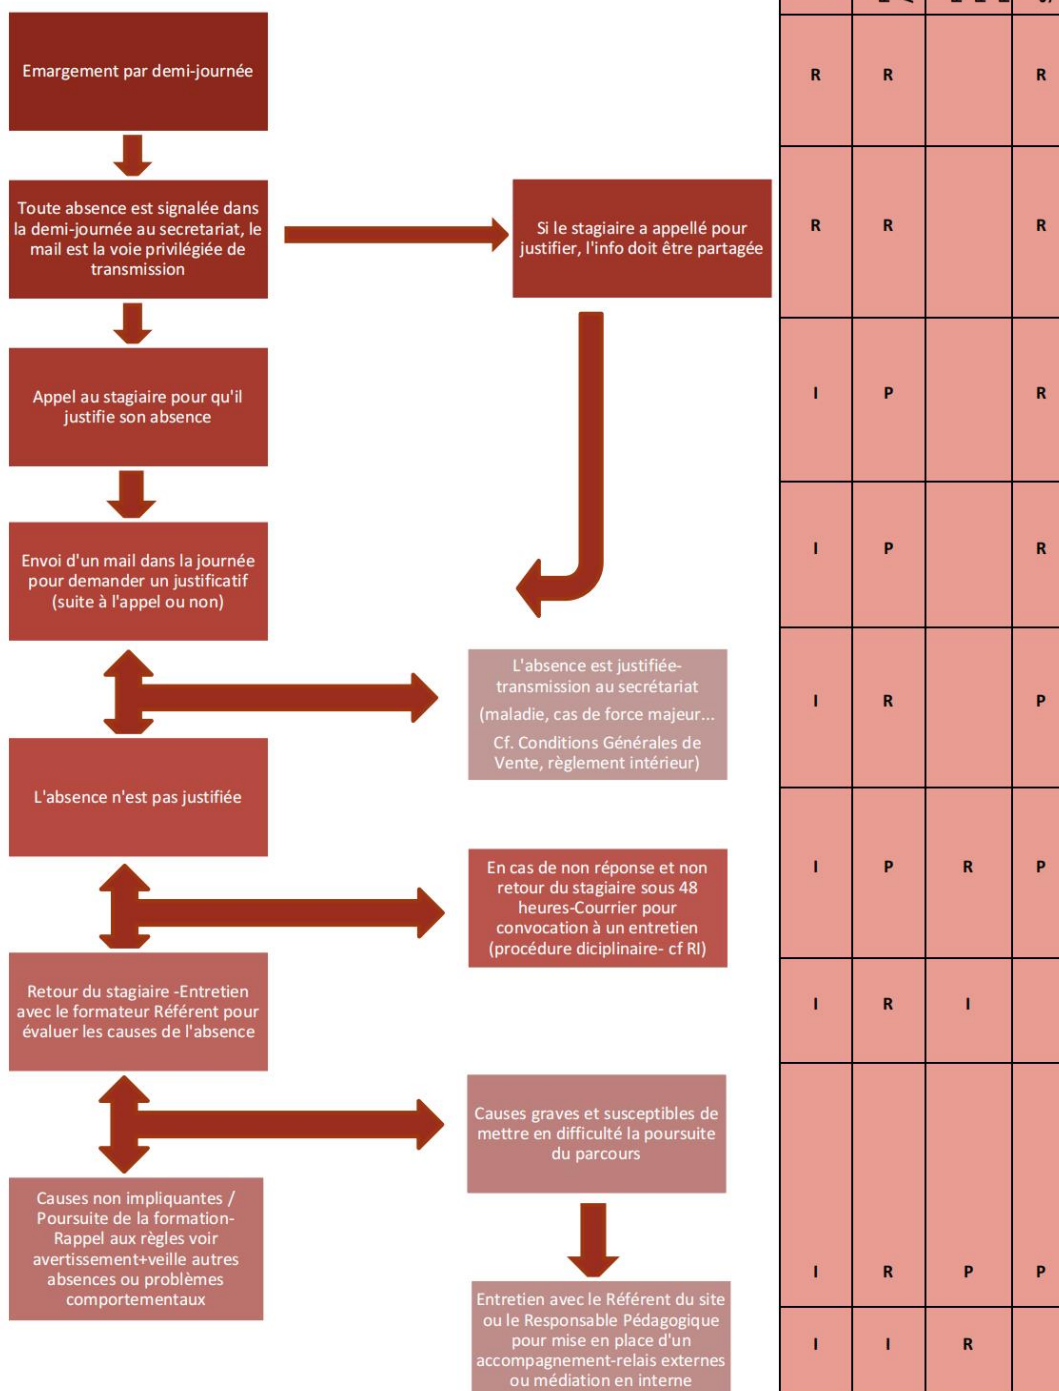 Emargement par demi-journée
R R R
Toute absence est signalée dans
la demi-journée au secretariat, le
mail est la voie privilégiée de
transmission
Si le stagiaire a appellé pour
justifier, l'info doit être partagée
R R R
Appel au stagiaire pour qu'il
justifie son absence
I P R
Envoi d'un mail dans la journée
pour demander un justificatif
(suite à l'appel ou non)
I P R
L'absence est justifiée-
transmission au secrétariat
(maladie, cas de force majeur...
Cf. Conditions Générales de
Vente, règlement intérieur)
I R P
L'absence n'est pas justifiée
En cas de non réponse et non
retour du stagiaire sous 48
heures-Courrier pour
convocation à un entretien
(procédure diciplinaire- cf RI)
I P R P
Retour du stagiaire -Entretien
avec le formateur Référent pour
évaluer les causes de l'absence
I R I
Causes graves et susceptibles de
mettre en difficulté la poursuite
du parcours
Causes non impliquantes /
Poursuite de la formation-
Rappel aux règles voir
avertissement+veille autres
absences ou problèmes
comportementaux
I R P P
Entretien avec le Référent du site
ou le Responsable Pédagogique
pour mise en place d'un
accompagnement-relais externes
ou médiation en interne
I I R